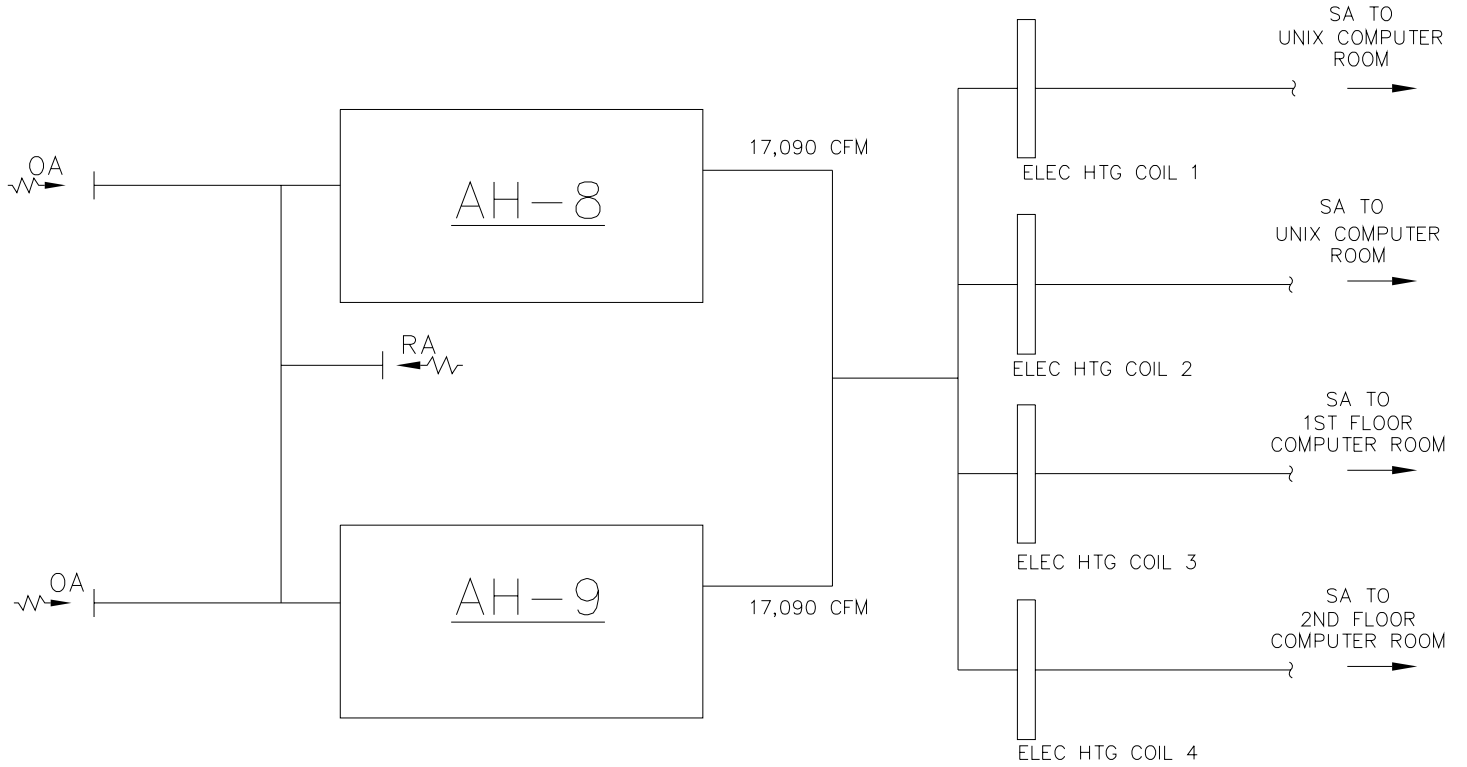 OA
AH-8
17,090 CFM
RA
OA
AH-9
17,090 CFM
SA TO
UNIX COMPUTER
ROOM
ELEC HTG COIL 1
SA TO
UNIX COMPUTER
ROOM
ELEC HTG COIL 2
SA TO
1ST FLOOR
COMPUTER ROOM
ELEC HTG COIL 3
SA TO
2ND FLOOR
COMPUTER ROOM
ELEC HTG COIL 4